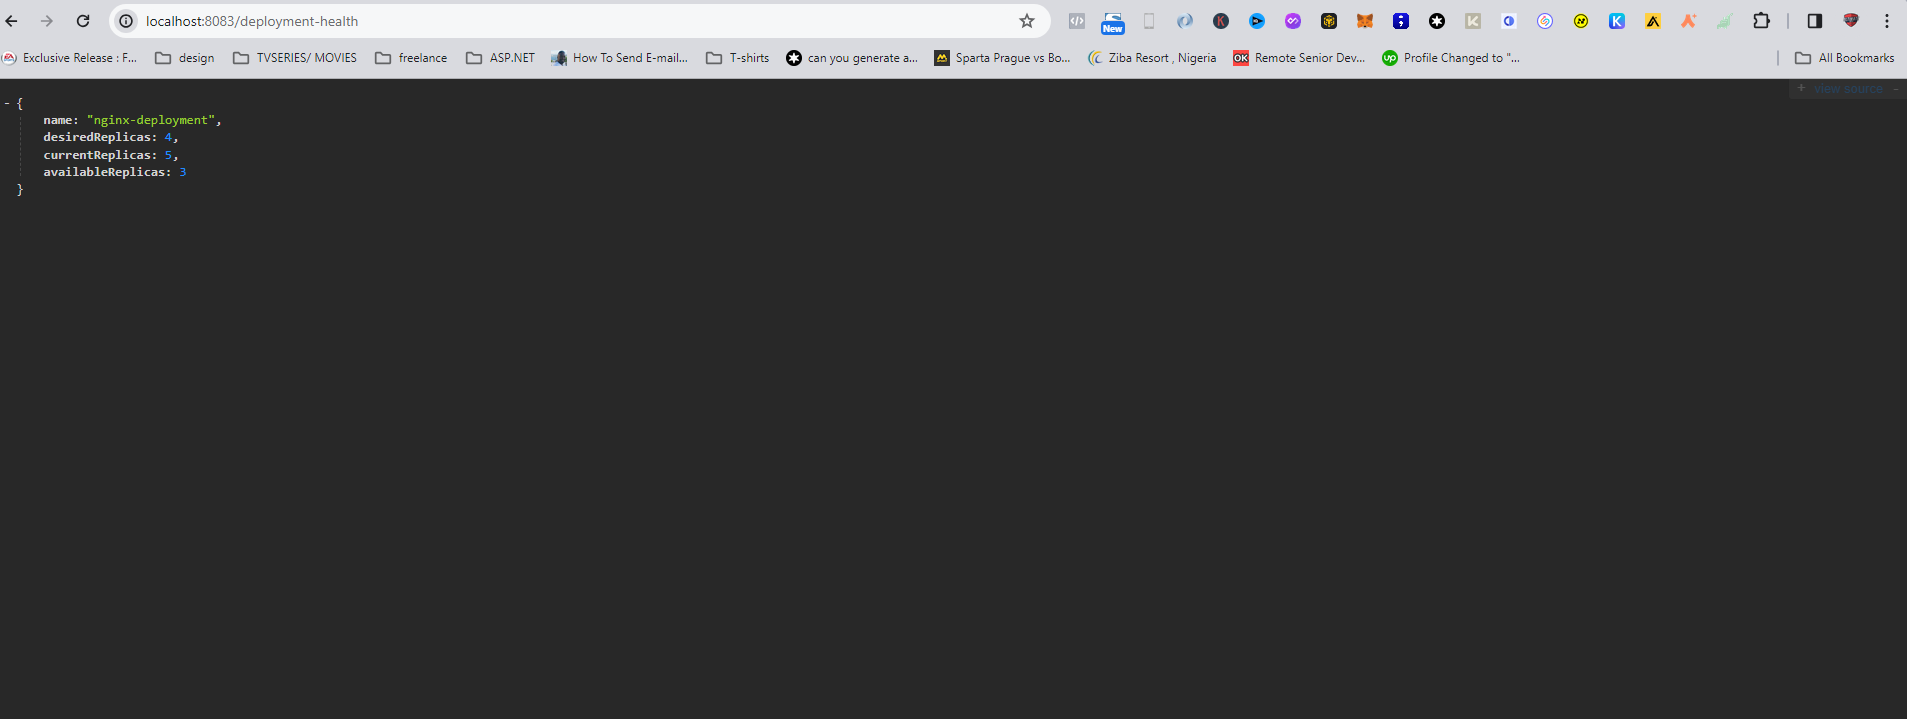 localhost:8083/deployment-health
New
Exclusive Release : F... design TVSERIES/ MOVIES freelance ASP.NET How To Send E-mail... T-shirts can you generate a... Sparta Prague vs Bo... Ziba Resort , Nigeria OK Remote Senior Dev... up Profile Changed to "... All Bookmarks
+ view source -
- {
name: "nginx-deployment",
desiredReplicas: 4,
currentReplicas: 5,
availableReplicas: 3
}